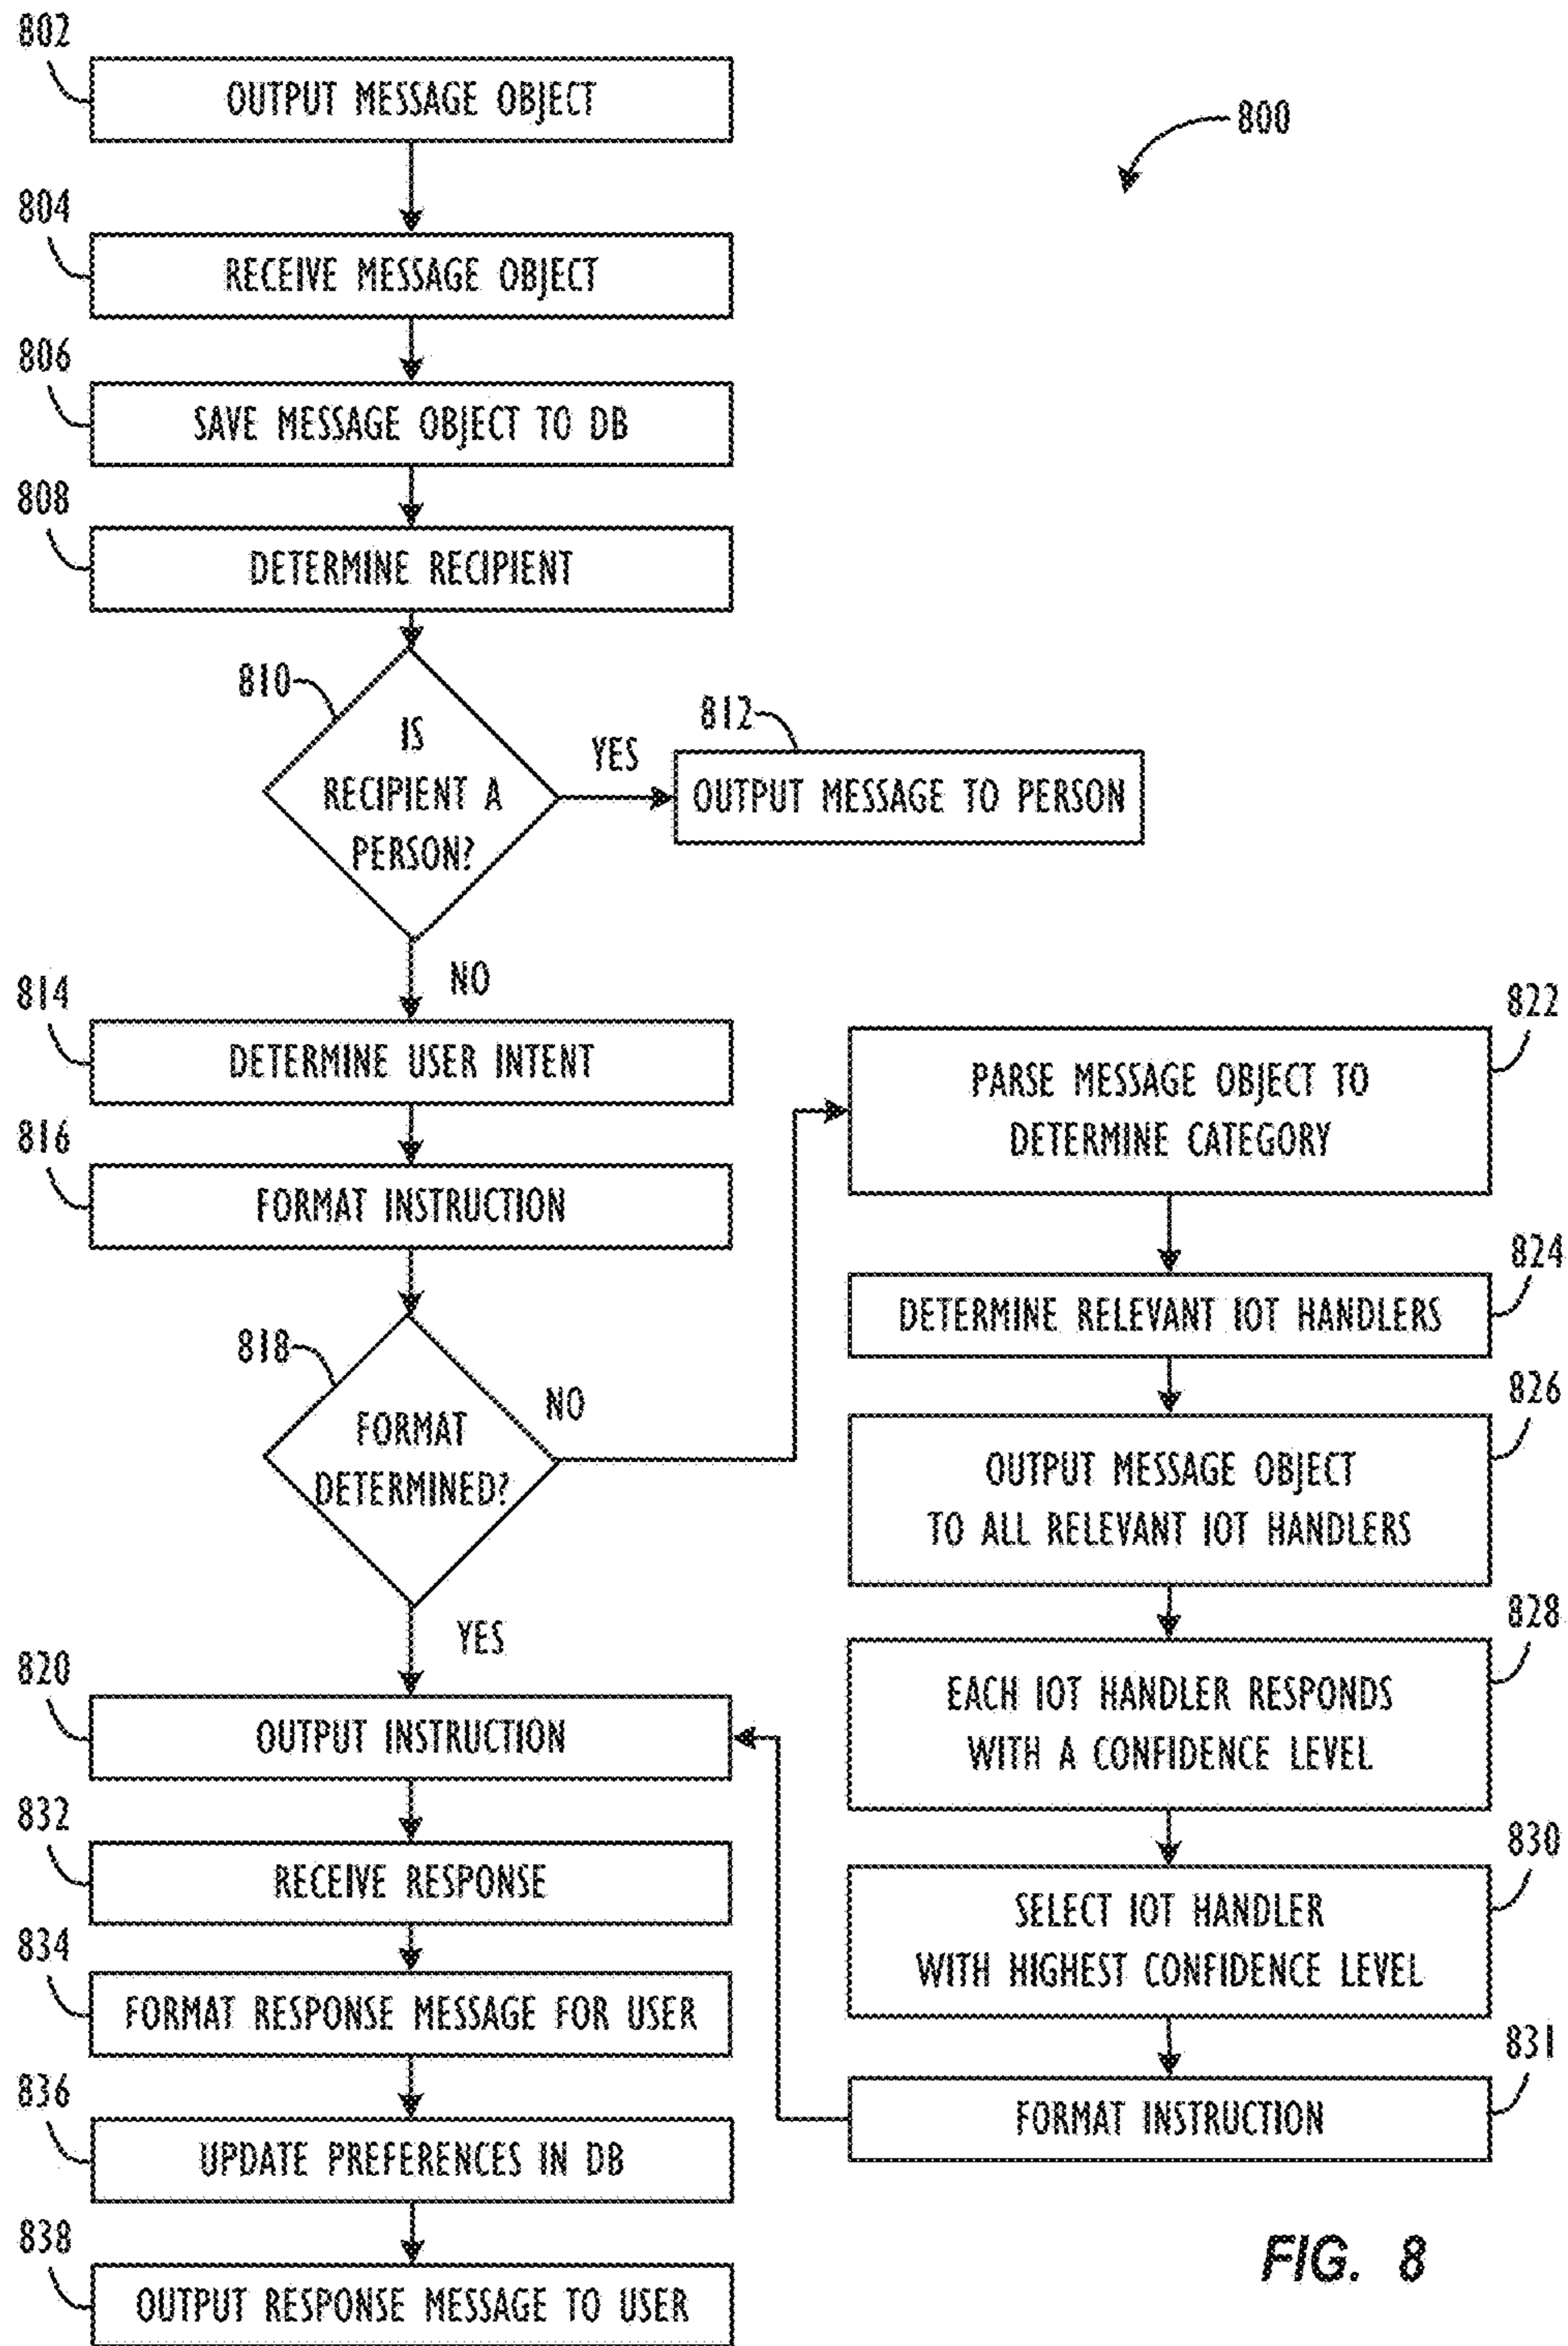 802
OUTPUT MESSAGE OBJECT
800
804
RECEIVE MESSAGE OBJECT
806
SAVE MESSAGE OBJECT TO DB
808
DETERMINE RECIPIENT
810
IS
RECIPIENT A
PERSON?
YES
812
OUTPUT MESSAGE TO PERSON
NO
814
DETERMINE USER INTENT
816
FORMAT INSTRUCTION
818
FORMAT
DETERMINED?
NO
YES
822
PARSE MESSAGE OBJECT TO
DETERMINE CATEGORY
824
DETERMINE RELEVANT IOT HANDLERS
826
OUTPUT MESSAGE OBJECT
TO ALL RELEVANT IOT HANDLERS
828
EACH IOT HANDLER RESPONDS
WITH A CONFIDENCE LEVEL
830
SELECT IOT HANDLER
WITH HIGHEST CONFIDENCE LEVEL
831
FORMAT INSTRUCTION
820
OUTPUT INSTRUCTION
832
RECEIVE RESPONSE
834
FORMAT RESPONSE MESSAGE FOR USER
836
UPDATE PREFERENCES IN DB
838
OUTPUT RESPONSE MESSAGE TO USER
FIG. 8